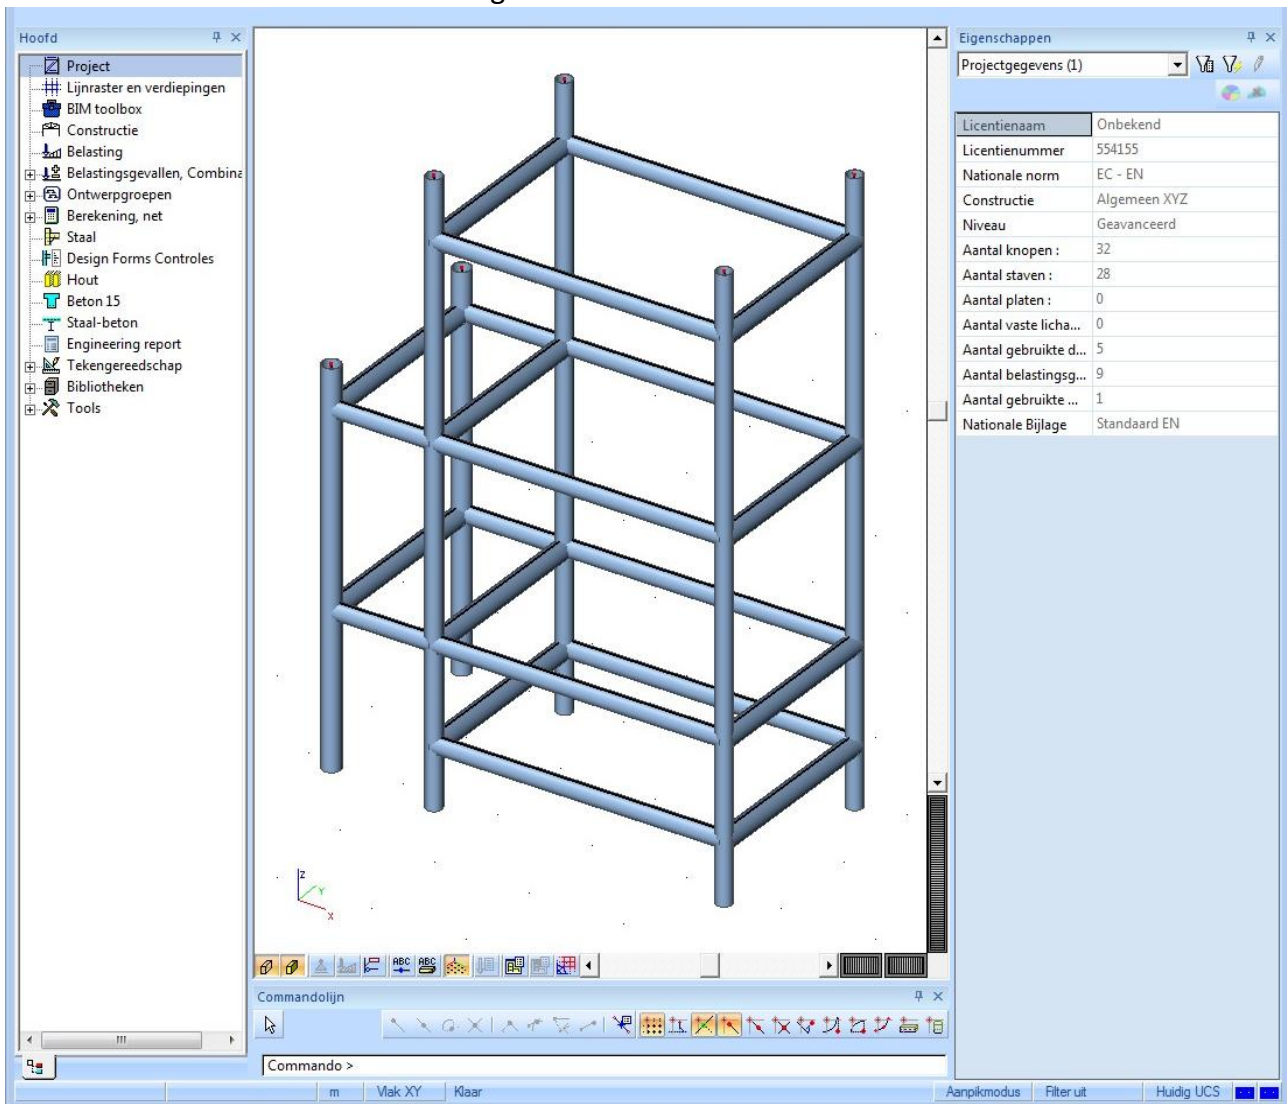 Hoofd
Project
Lijnraster en verdiepingen
BIM toolbox
Constructie
Belasting
Belastingsgevallen, Combina
Ontwerpgroepen
Berekening, net
Staal
Design Forms Controles
Hout
Beton 15
Staal-beton
Engineering report
Tekengereedschap
Bibliotheken
Tools
Z
Y
X
ABC
ABC
Commandolijn
Commando >
Eigenschappen
Projectgegevens (1)
Licentienaam Onbekend
Licentienummer 554155
Nationale norm EC - EN
Constructie Algemeen XYZ
Niveau Geavanceerd
Aantal knopen : 32
Aantal staven : 28
Aantal platen : 0
Aantal vaste licha... 0
Aantal gebruikte d... 5
Aantal belastingsg... 9
Aantal gebruikte ... 1
Nationale Bijlage Standaard EN
m Vlak XY Klaar Aanpikmodus Filter uit Huidig UCS